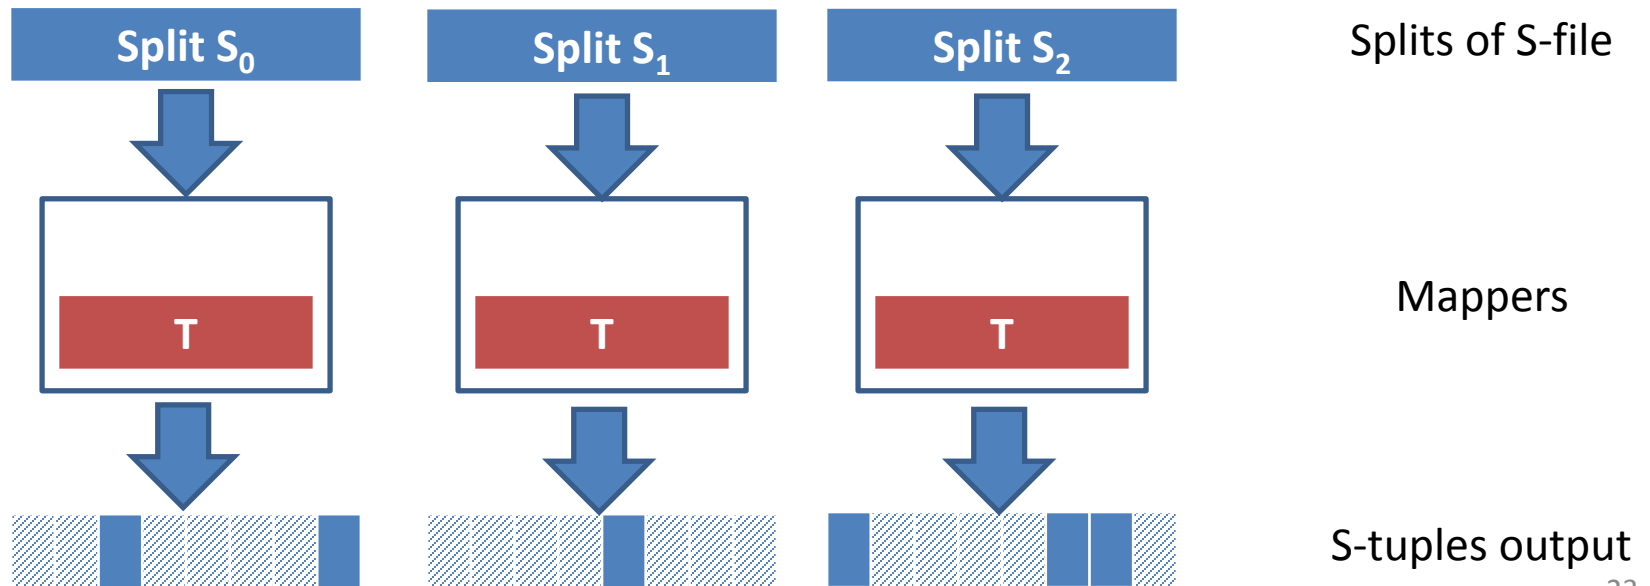 Split S₀ Split S₁ Split S₂ Splits of S-file
T T T Mappers
S-tuples output